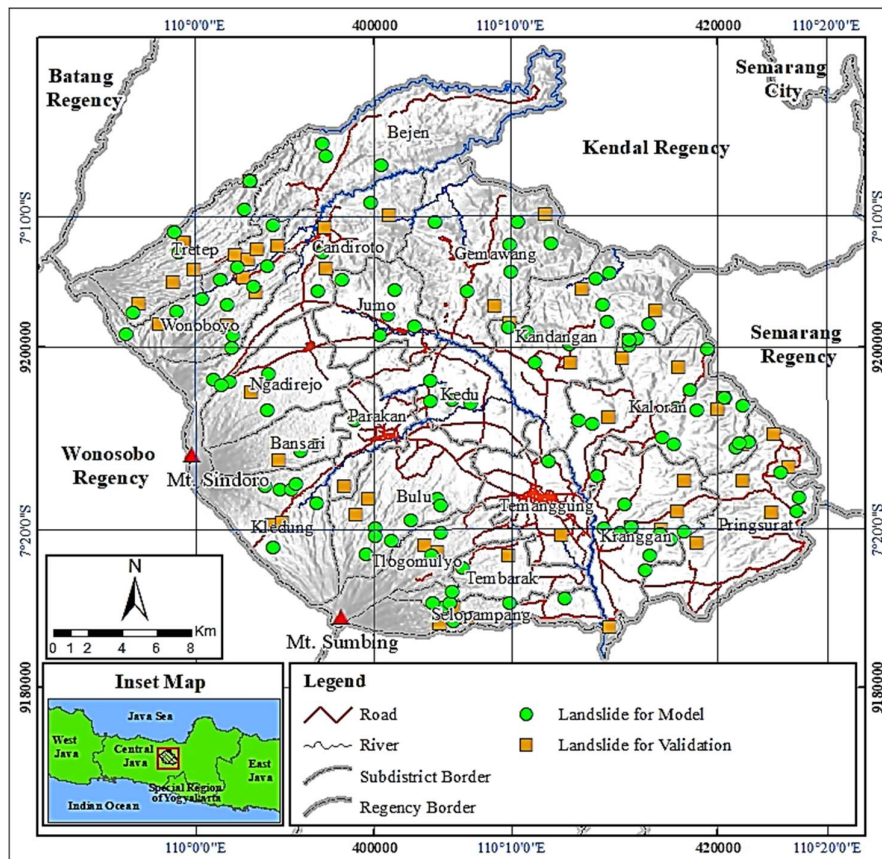 110°0'0"E
400000
110°10'0"E
420000
110°20'0"E
Batang
Regency
Semarang
City
Bejen
Kendal Regency
7°10'0"S
7°10'0"S
Tretep
Candiroto
Gemawang
Jumo
Wonoboyo
Kandangan
Semarang
Regency
9200000
9200000
Ngadirejo
Kedu
Kaloran
Parakan
Bansari
Wonosobo
Regency
Mt. Sindoro
Bulu
Temanggung
Kledung
Kranggan
Pringsurat
7°20'0"S
7°20'0"S
Tlogomulyo
Tembarak
N
Selopampang
Km
0 1 2 4 6 8
Mt. Sumbing
9180000
9180000
Inset Map
Java Sea
West
Java
Central
Java
East
Java
Special Region
of Yogyakarta
Indian Ocean
Legend
Road
River
Subdistrict Border
Regency Border
Landslide for Model
Landslide for Validation
110°0'0"E
400000
110°10'0"E
420000
110°20'0"E